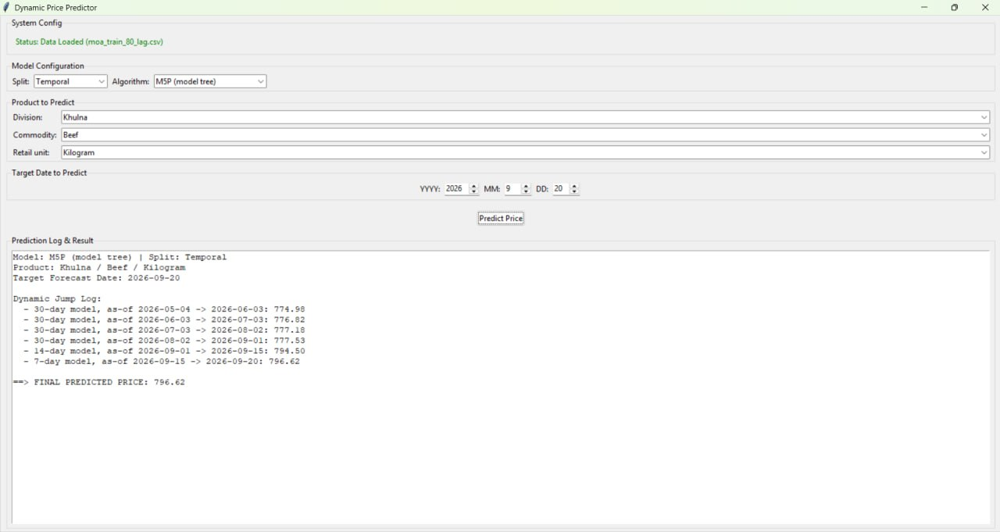 Dynamic Price Predictor
System Config
Status: Data Loaded (moa_train_80_lag.csv)
Model Configuration
Split: Temporal Algorithm: M5P (model tree)
Product to Predict
Division: Khulna
Commodity: Beef
Retail unit: Kilogram
Target Date to Predict
YYYY: 2026 MM: 9 DD: 20
Predict Price
Prediction Log & Result
Model: M5P (model tree) | Split: Temporal
Product: Khulna / Beef / Kilogram
Target Forecast Date: 2026-09-20
Dynamic Jump Log:
- 30-day model, as-of 2026-05-04 -> 2026-06-03: 774.98
- 30-day model, as-of 2026-06-03 -> 2026-07-03: 776.82
- 30-day model, as-of 2026-07-03 -> 2026-08-02: 777.18
- 30-day model, as-of 2026-08-02 -> 2026-09-01: 777.53
- 14-day model, as-of 2026-09-01 -> 2026-09-15: 794.50
- 7-day model, as-of 2026-09-15 -> 2026-09-20: 796.62
==> FINAL PREDICTED PRICE: 796.62